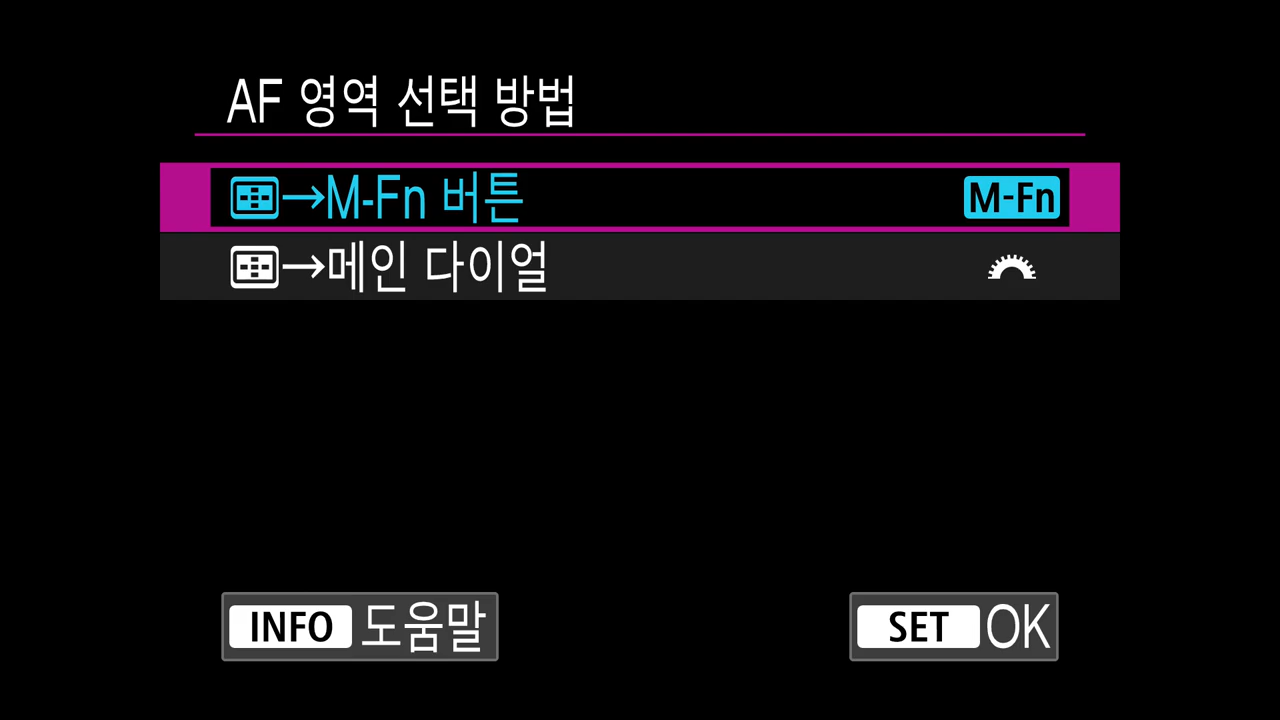 AF 영역 선택 방법
→M-Fn 버튼 M-Fn
→메인 다이얼
INFO 도움말 SET OK